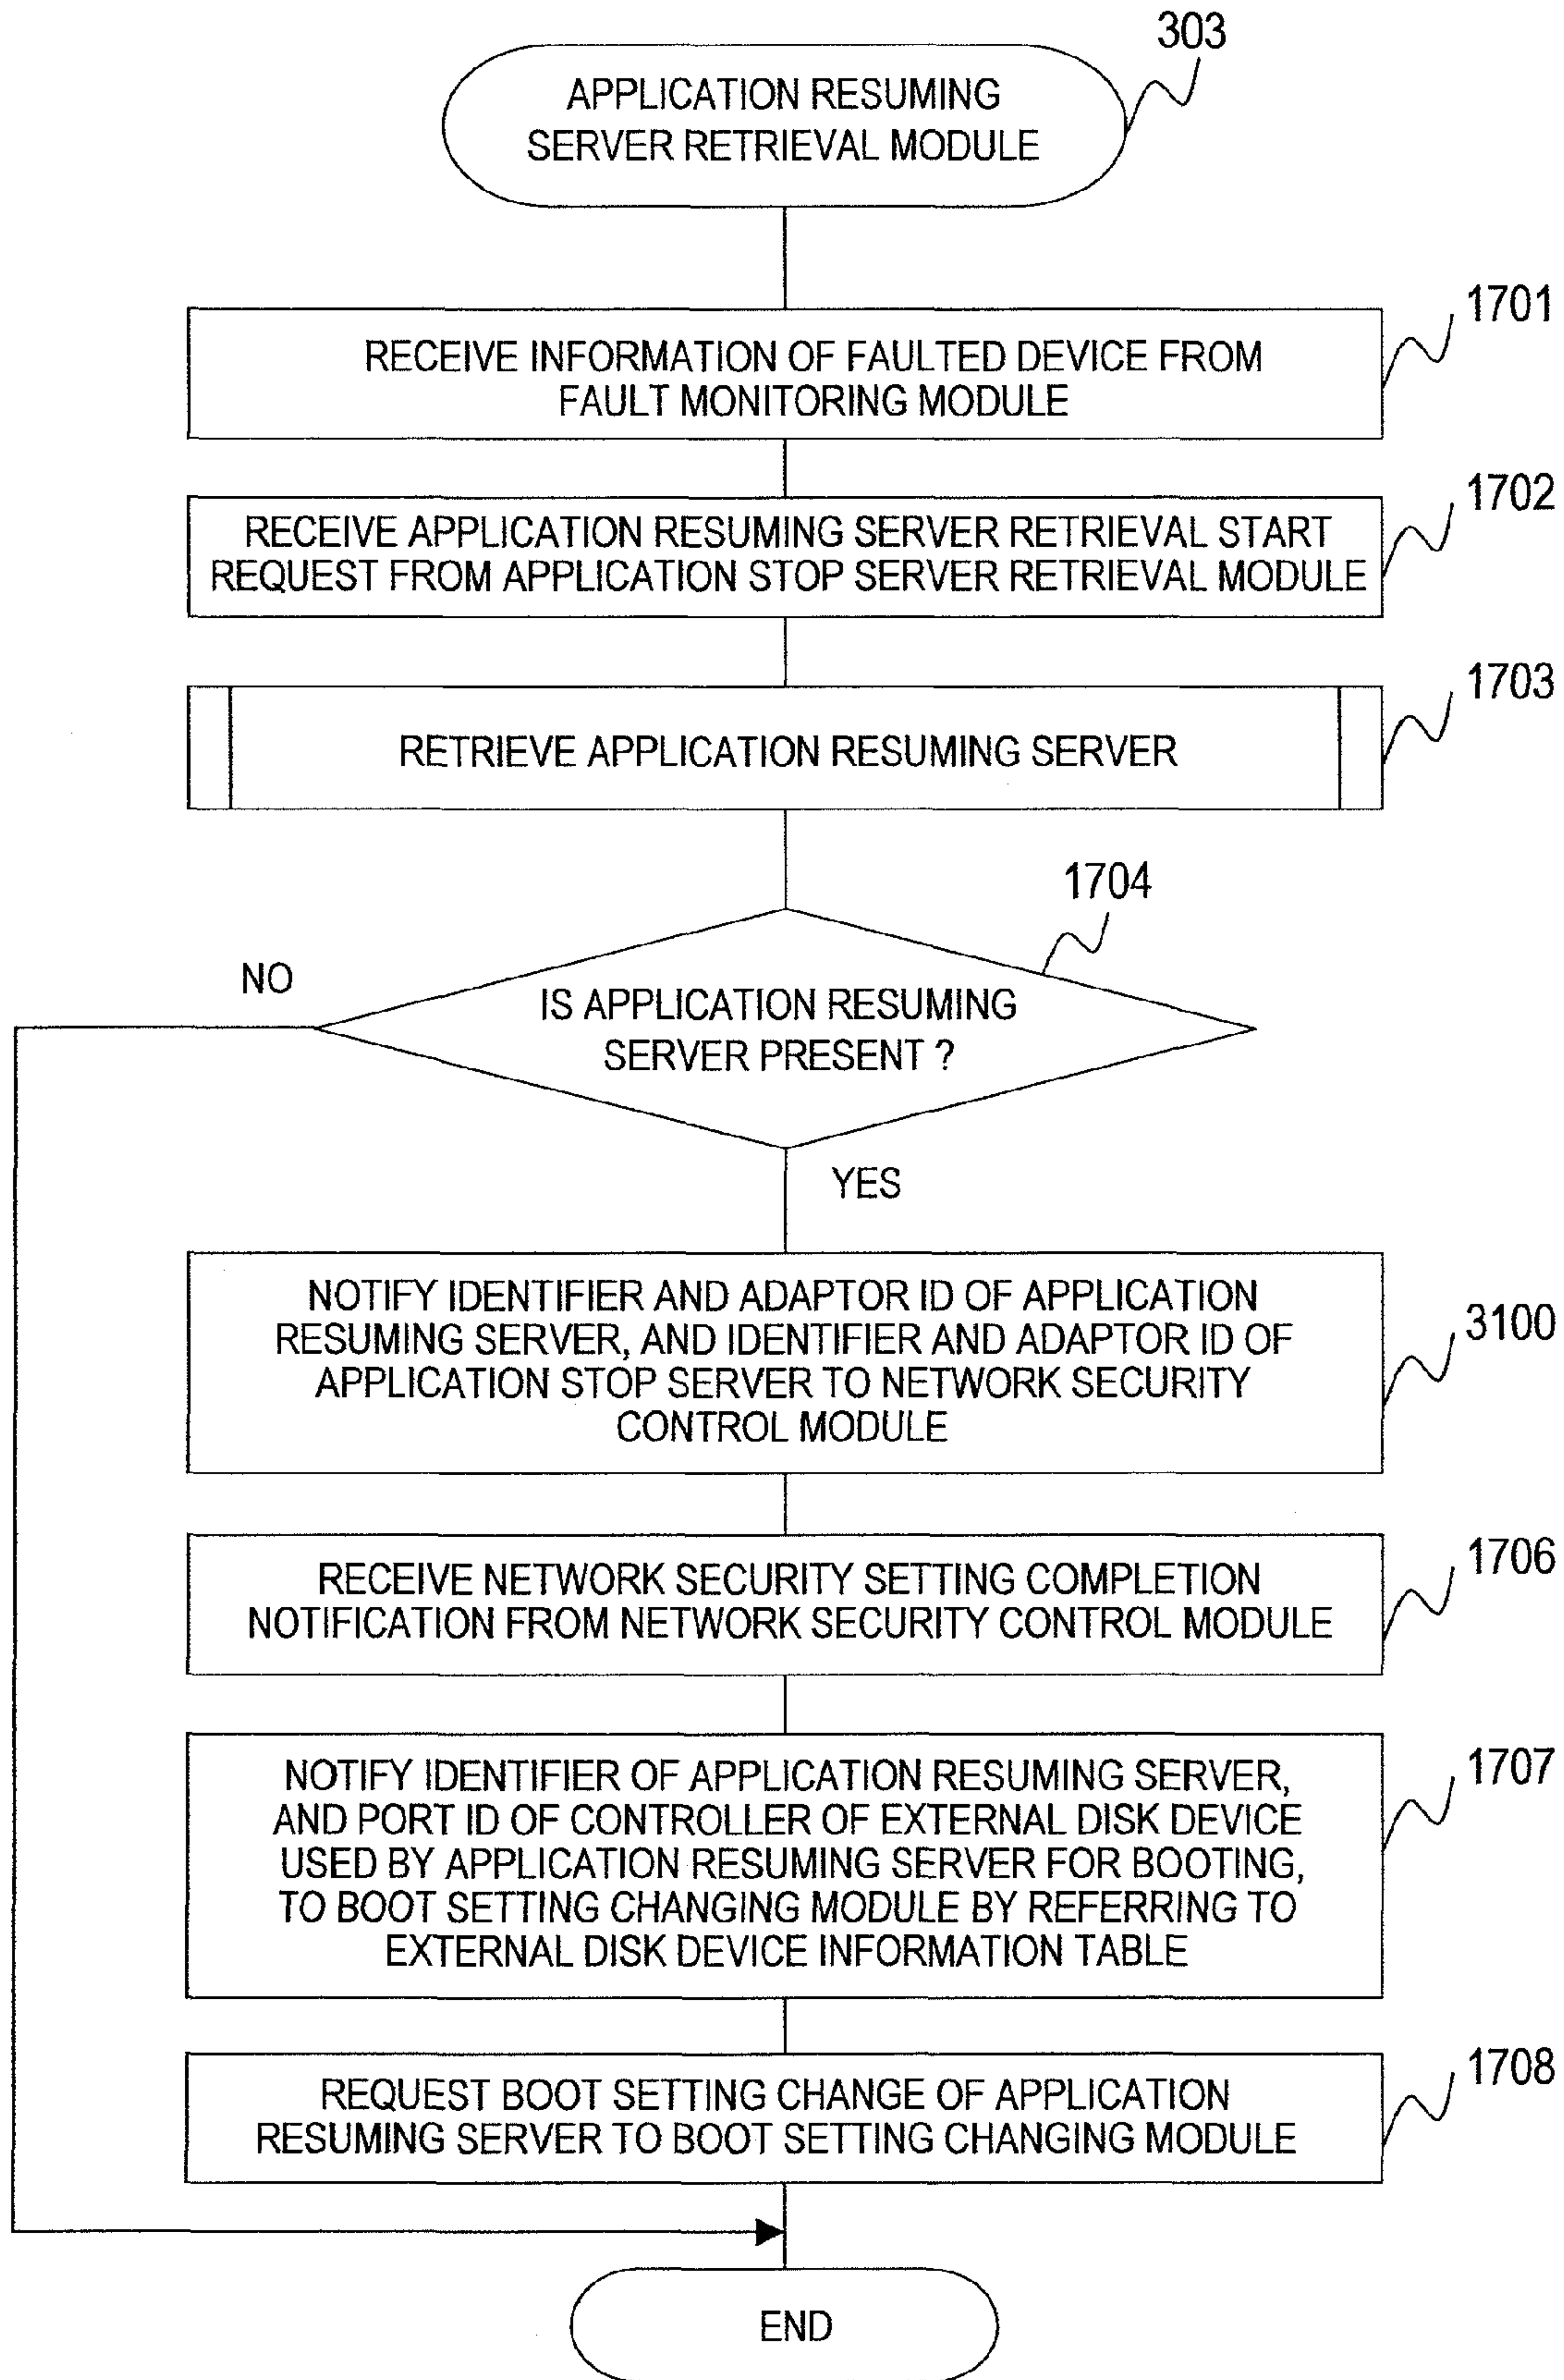 303
APPLICATION RESUMING
SERVER RETRIEVAL MODULE
1701
RECEIVE INFORMATION OF FAULTED DEVICE FROM
FAULT MONITORING MODULE
1702
RECEIVE APPLICATION RESUMING SERVER RETRIEVAL START
REQUEST FROM APPLICATION STOP SERVER RETRIEVAL MODULE
1703
RETRIEVE APPLICATION RESUMING SERVER
1704
NO
IS APPLICATION RESUMING
SERVER PRESENT ?
YES
3100
NOTIFY IDENTIFIER AND ADAPTOR ID OF APPLICATION
RESUMING SERVER, AND IDENTIFIER AND ADAPTOR ID OF
APPLICATION STOP SERVER TO NETWORK SECURITY
CONTROL MODULE
1706
RECEIVE NETWORK SECURITY SETTING COMPLETION
NOTIFICATION FROM NETWORK SECURITY CONTROL MODULE
1707
NOTIFY IDENTIFIER OF APPLICATION RESUMING SERVER,
AND PORT ID OF CONTROLLER OF EXTERNAL DISK DEVICE
USED BY APPLICATION RESUMING SERVER FOR BOOTING,
TO BOOT SETTING CHANGING MODULE BY REFERRING TO
EXTERNAL DISK DEVICE INFORMATION TABLE
1708
REQUEST BOOT SETTING CHANGE OF APPLICATION
RESUMING SERVER TO BOOT SETTING CHANGING MODULE
END